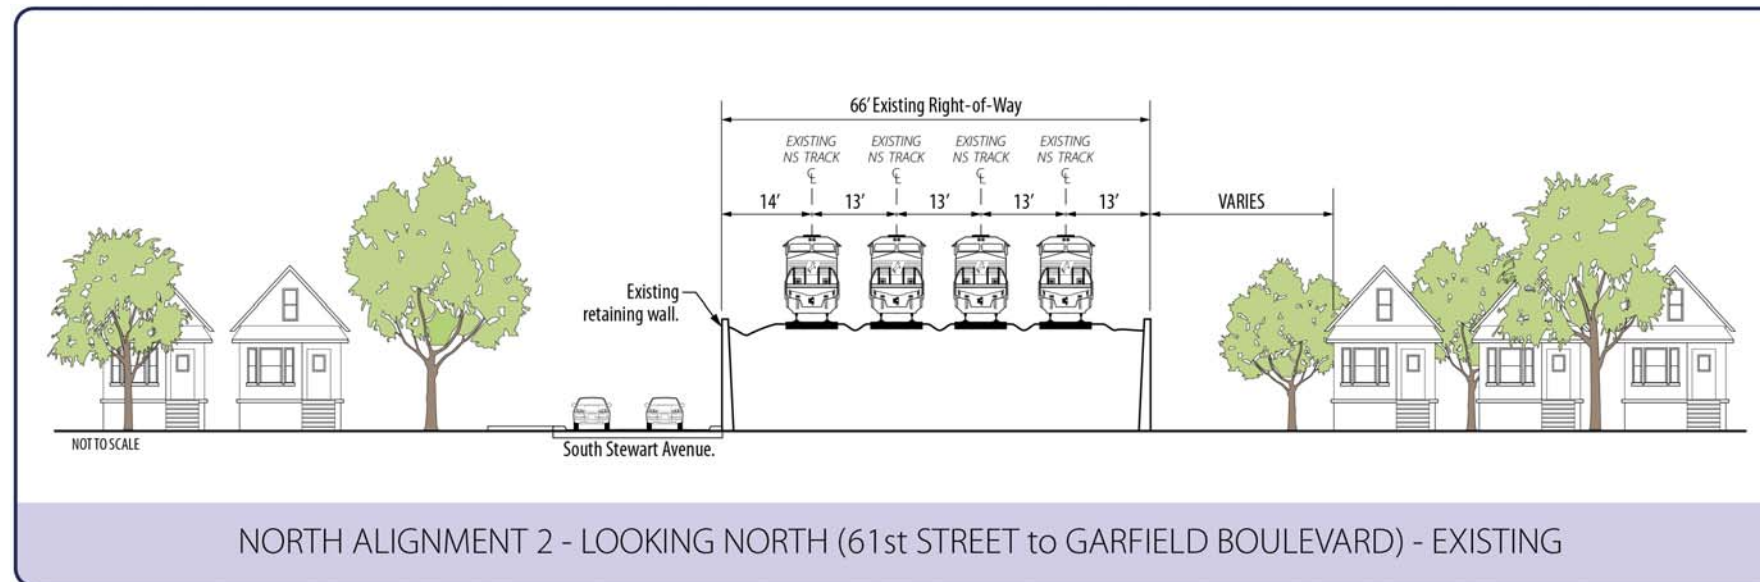 66' Existing Right-of-Way
EXISTING
NS TRACK
℄
EXISTING
NS TRACK
℄
EXISTING
NS TRACK
℄
EXISTING
NS TRACK
℄
14' 13' 13' 13' 13' VARIES
Existing
retaining wall.
NOT TO SCALE
South Stewart Avenue.
NORTH ALIGNMENT 2 - LOOKING NORTH (61st STREET to GARFIELD BOULEVARD) - EXISTING